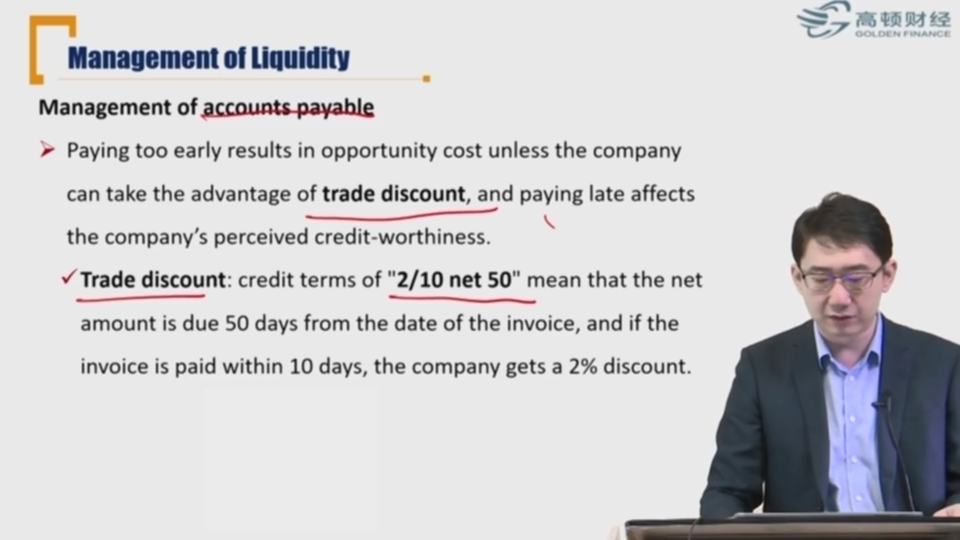 高顿财经
GOLDEN FINANCE
Management of Liquidity
Management of accounts payable
Paying too early results in opportunity cost unless the company
can take the advantage of trade discount, and paying late affects
the company's perceived credit-worthiness.
Trade discount: credit terms of "2/10 net 50" mean that the net
amount is due 50 days from the date of the invoice, and if the
invoice is paid within 10 days, the company gets a 2% discount.